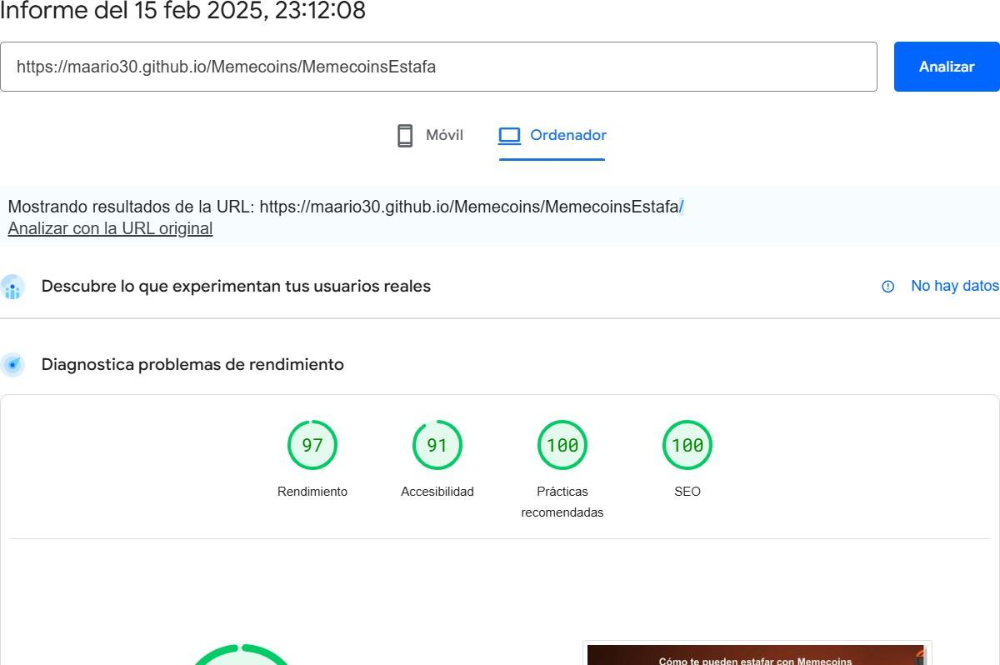 Informe del 15 feb 2025, 23:12:08
https://maario30.github.io/Memecoins/MemecoinsEstafa
Analizar
Móvil
Ordenador
Mostrando resultados de la URL: https://maario30.github.io/Memecoins/MemecoinsEstafa/
Analizar con la URL original
Descubre lo que experimentan tus usuarios reales
No hay datos
Diagnostica problemas de rendimiento
97
91
100
100
Rendimiento
Accesibilidad
Prácticas
recomendadas
SEO
Cómo te pueden estafar con Memecoins